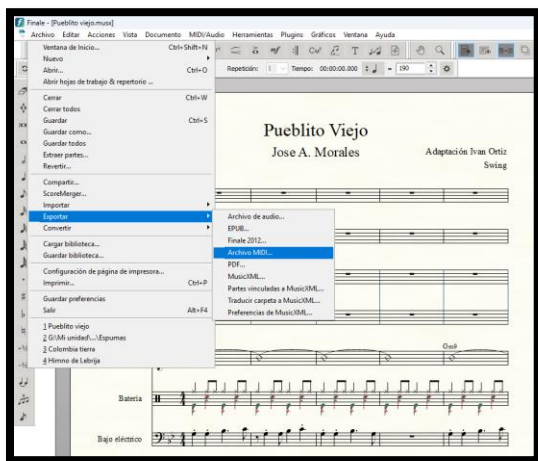 Finale - [Pueblito viejo.musx]
Archivo Editar Acciones Vista Documento MIDI/Audio Herramientas Plugins Gráficos Ventana Ayuda
Ventana de Inicio... Ctrl+Shift+N
Nuevo
Abrir... Ctrl+O
Abrir hojas de trabajo & repertorio ...
Cerrar Ctrl+W
Cerrar todos
Guardar Ctrl+S
Guardar como...
Guardar todos
Extraer partes...
Revertir...
Compartir...
ScoreMerger...
Importar
Exportar
Convertir
Cargar biblioteca...
Guardar biblioteca...
Configuración de página de impresora...
Imprimir... Ctrl+P
Guardar preferencias
Salir Alt+F4
1 Pueblito viejo
2 G:\Mi unidad\...\Espumas
3 Colombia tierra
4 Himno de Lebrija
Archivo de audio...
EPUB...
Finale 2012...
Archivo MIDI...
PDF...
MusicXML...
Partes vinculadas a MusicXML...
Traducir carpeta a MusicXML...
Preferencias de MusicXML...
Repetición: 1 Tiempo: 00:00:00.000 = 190
Pueblito Viejo
Jose A. Morales
Adaptación Ivan Ortiz
Swing
Batería
Bajo eléctrico